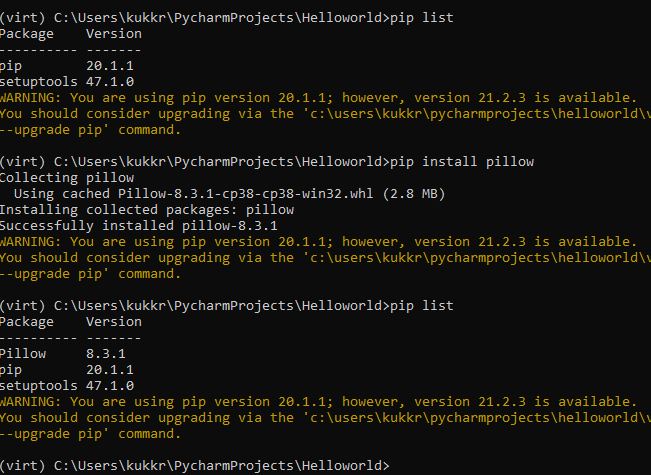 (virt) C:\Users\kukkr\PycharmProjects\Helloworld>pip list
Package    Version
---------- -------
pip        20.1.1
setuptools 47.1.0
WARNING: You are using pip version 20.1.1; however, version 21.2.3 is available.
You should consider upgrading via the 'c:\users\kukkr\pycharmprojects\helloworld\v
--upgrade pip' command.
(virt) C:\Users\kukkr\PycharmProjects\Helloworld>pip install pillow
Collecting pillow
  Using cached Pillow-8.3.1-cp38-cp38-win32.whl (2.8 MB)
Installing collected packages: pillow
Successfully installed pillow-8.3.1
WARNING: You are using pip version 20.1.1; however, version 21.2.3 is available.
You should consider upgrading via the 'c:\users\kukkr\pycharmprojects\helloworld\v
--upgrade pip' command.
(virt) C:\Users\kukkr\PycharmProjects\Helloworld>pip list
Package    Version
---------- -------
Pillow     8.3.1
pip        20.1.1
setuptools 47.1.0
WARNING: You are using pip version 20.1.1; however, version 21.2.3 is available.
You should consider upgrading via the 'c:\users\kukkr\pycharmprojects\helloworld\v
--upgrade pip' command.
(virt) C:\Users\kukkr\PycharmProjects\Helloworld>